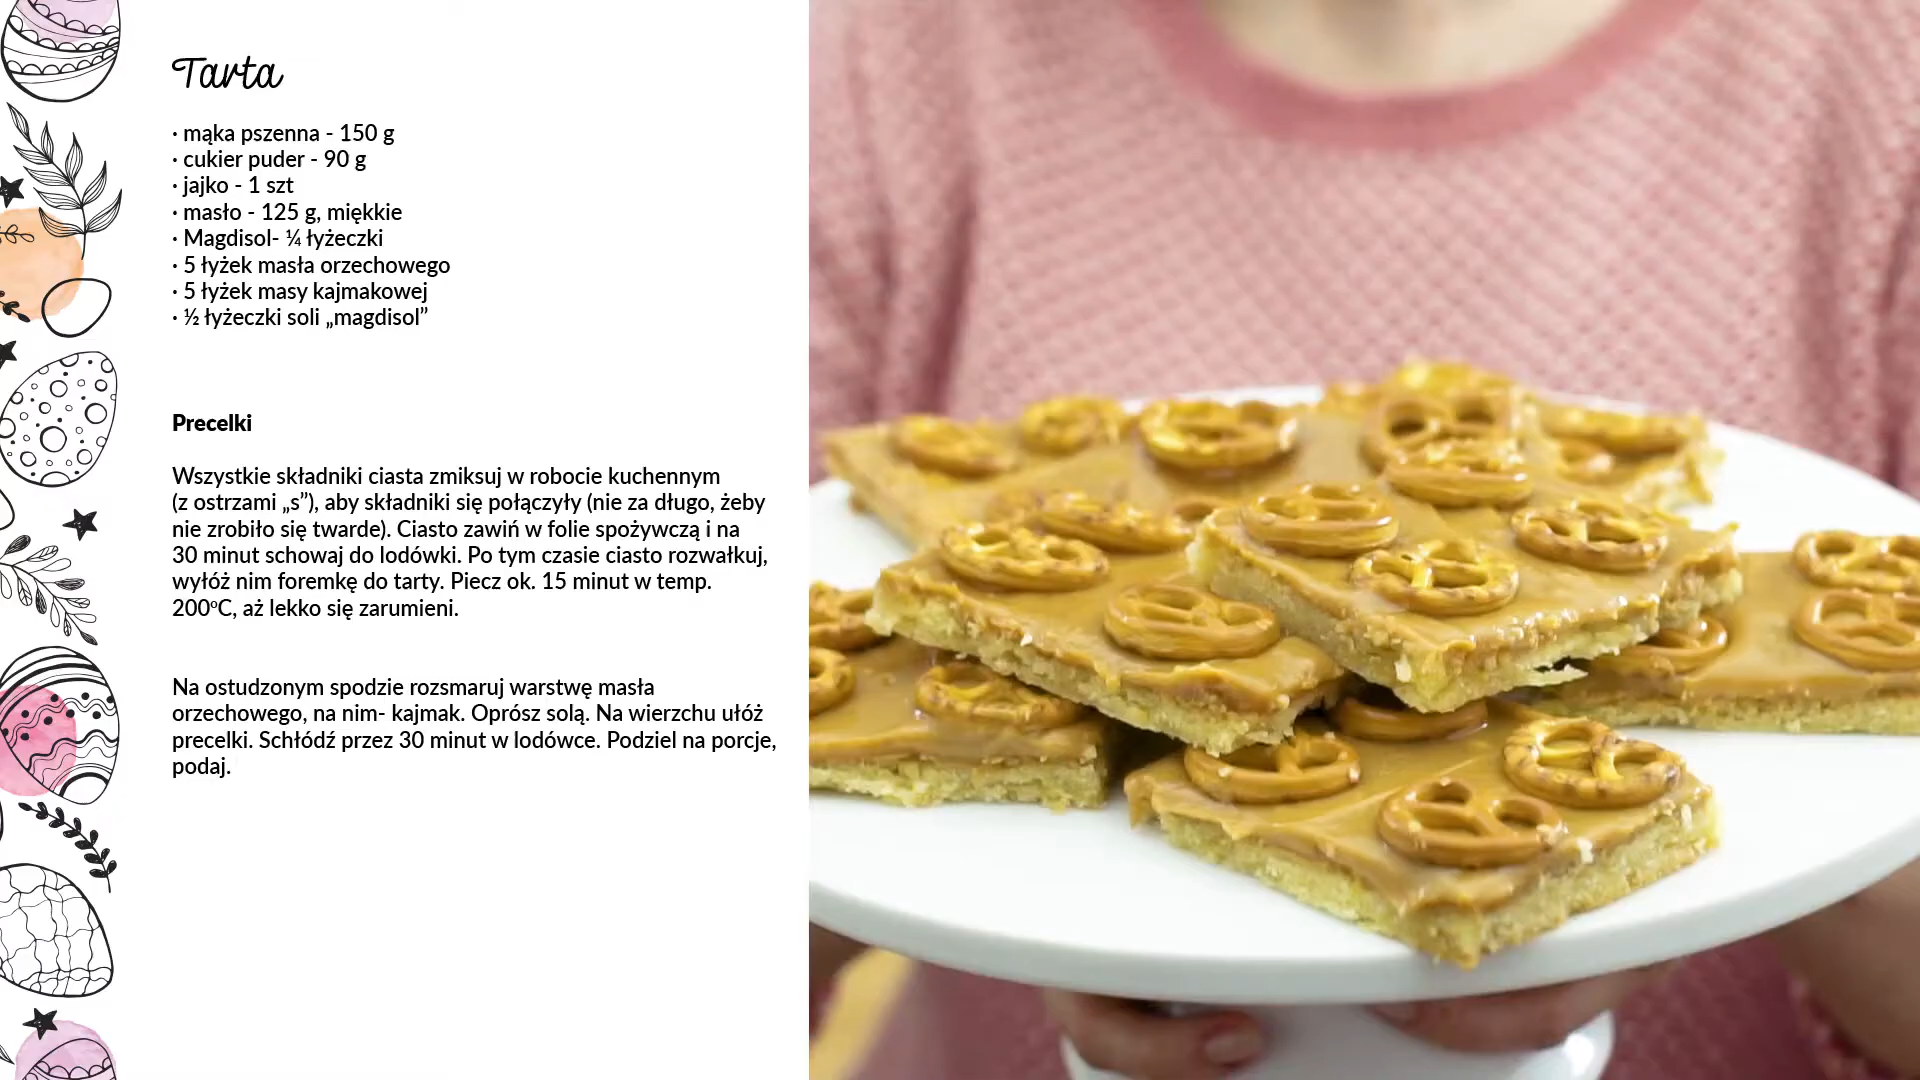 Tarta
· mąka pszenna - 150 g
· cukier puder - 90 g
· jajko - 1 szt
· masło - 125 g, miękkie
· Magdisol- ¼ łyżeczki
· 5 łyżek masła orzechowego
· 5 łyżek masy kajmakowej
· ½ łyżeczki soli „magdisol”
Precelki
Wszystkie składniki ciasta zmiksuj w robocie kuchennym
(z ostrzami „s”), aby składniki się połączyły (nie za długo, żeby
nie zrobiło się twarde). Ciasto zawiń w folie spożywczą i na
30 minut schowaj do lodówki. Po tym czasie ciasto rozwałkuj,
wyłóż nim foremkę do tarty. Piecz ok. 15 minut w temp.
200ºC, aż lekko się zarumieni.
Na ostudzonym spodzie rozsmaruj warstwę masła
orzechowego, na nim- kajmak. Oprósz solą. Na wierzchu ułóż
precelki. Schłódź przez 30 minut w lodówce. Podziel na porcje,
podaj.